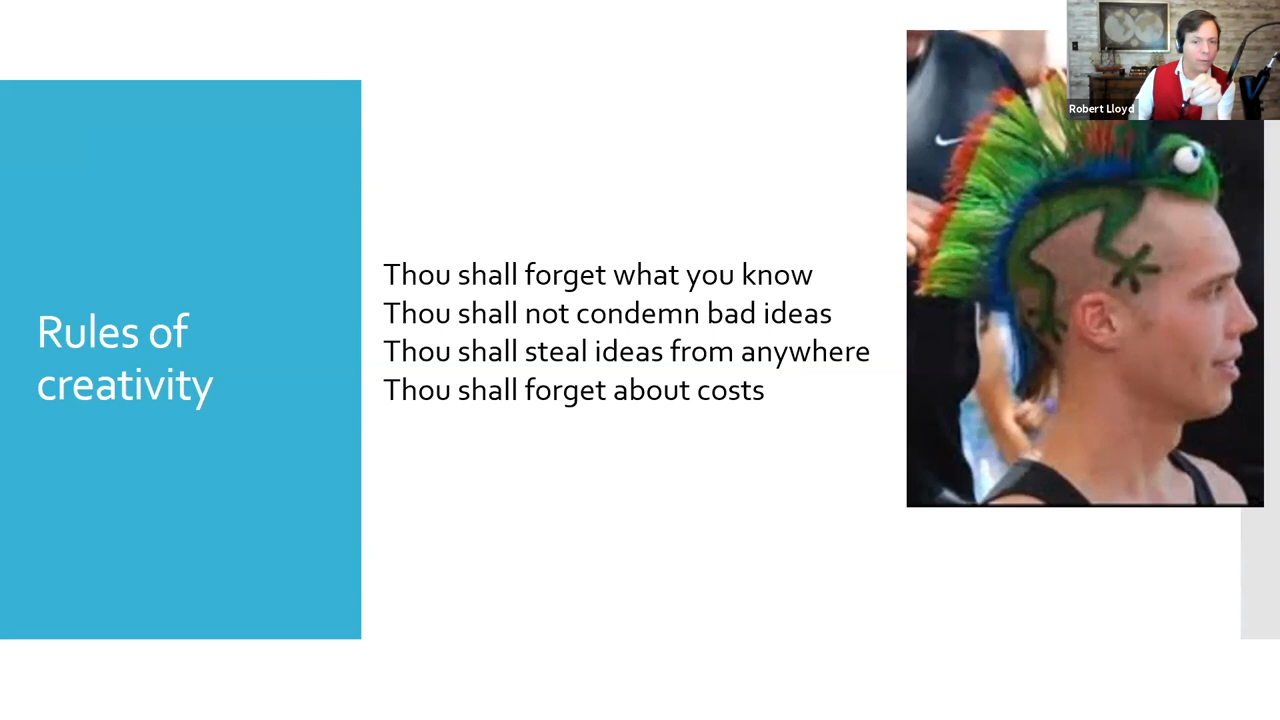 Rules of
creativity
Thou shall forget what you know
Thou shall not condemn bad ideas
Thou shall steal ideas from anywhere
Thou shall forget about costs
Robert Lloyd